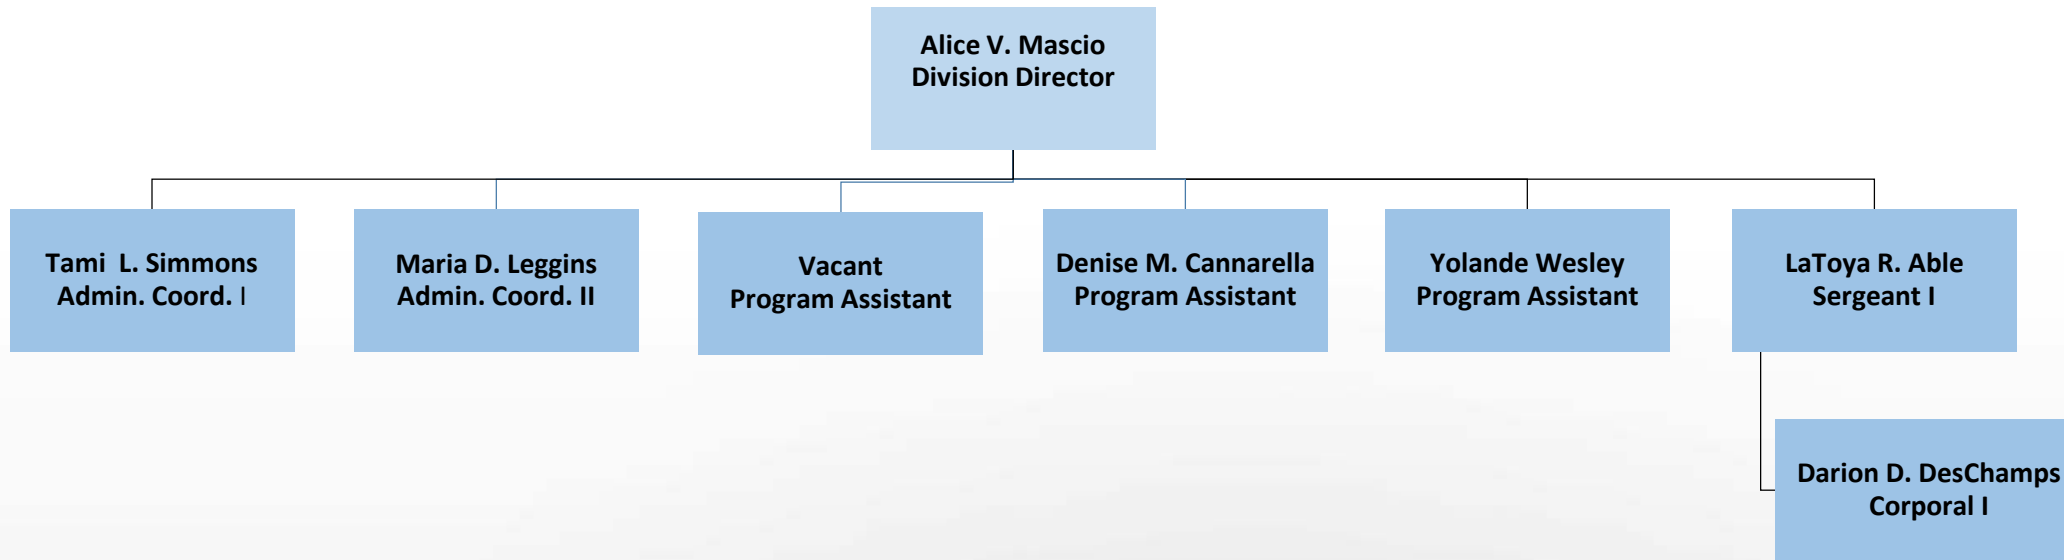 Alice V. Mascio
Division Director
Tami L. Simmons
Admin. Coord. I
Maria D. Leggins
Admin. Coord. II
Vacant
Program Assistant
Denise M. Cannarella
Program Assistant
Yolande Wesley
Program Assistant
LaToya R. Able
Sergeant I
Darion D. DesChamps
Corporal I